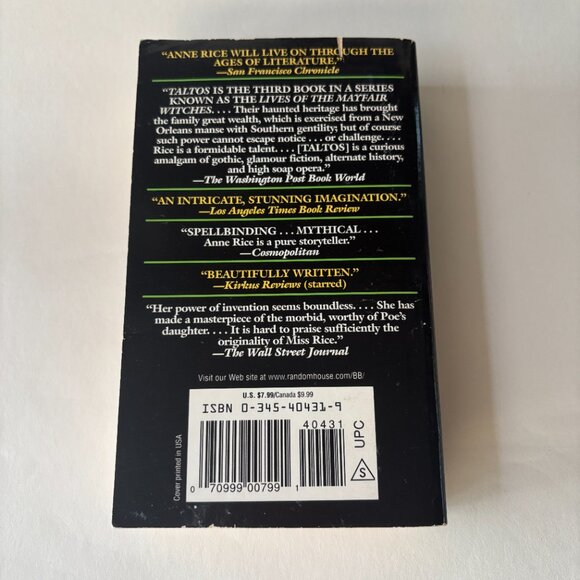 "ANNE RICE WILL LIVE ON THROUGH THE
AGES OF LITERATURE."
—San Francisco Chronicle
"TALTOS IS THE THIRD BOOK IN A SERIES
KNOWN AS THE LIVES OF THE MAYFAIR
WITCHES. . . . Their haunted heritage has brought
the family great wealth, which is exercised from a New
Orleans manse with Southern gentility; but of course
such power cannot escape notice . . . or challenge. . . .
Rice is a formidable talent. . . . [TALTOS] is a curious
amalgam of gothic, glamour fiction, alternate history,
and high soap opera."
—The Washington Post Book World
"AN INTRICATE, STUNNING IMAGINATION."
—Los Angeles Times Book Review
"SPELLBINDING . . . MYTHICAL . . .
Anne Rice is a pure storyteller."
—Cosmopolitan
"BEAUTIFULLY WRITTEN."
—Kirkus Reviews (starred)
"Her power of invention seems boundless. . . . She has
made a masterpiece of the morbid, worthy of Poe's
daughter. . . . It is hard to praise sufficiently the
originality of Miss Rice."
—The Wall Street Journal
Visit our Web site at www.randomhouse.com/BB/
U.S. $7.99/Canada $9.99
ISBN 0-345-40431-9
40431
0 70999 00799 1
S
UPC
Cover printed in USA